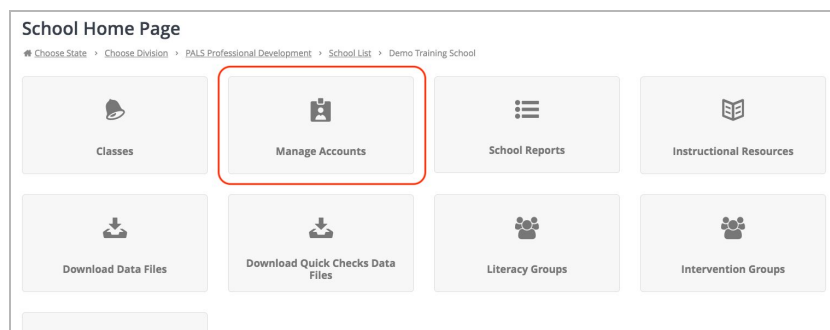 School Home Page
Choose State › Choose Division › PALS Professional Development › School List › Demo Training School
Classes
Manage Accounts
School Reports
Instructional Resources
Download Data Files
Download Quick Checks Data
Files
Literacy Groups
Intervention Groups